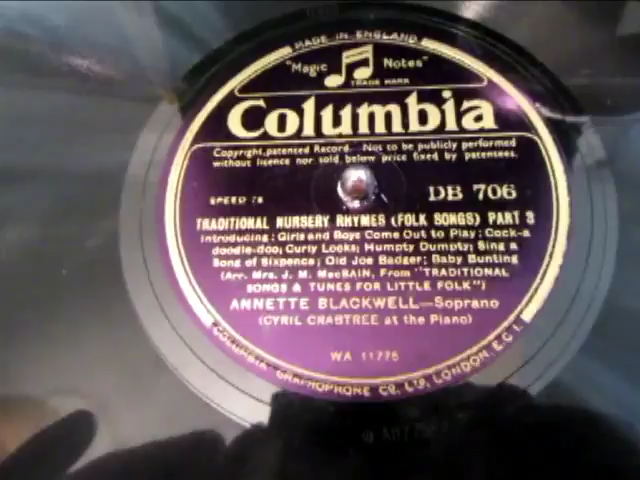 MADE IN ENGLAND
"Magic Notes"
TRADE MARK
Columbia
Copyright, patented Record. Not to be publicly performed
without licence nor sold below price fixed by patentees.
SPEED 78
DB 706
TRADITIONAL NURSERY RHYMES (FOLK SONGS) PART 3
Introducing: Girls and Boys Come Out to Play; Cock-a
doodle-doo; Curly Locks; Humpty Dumpty; Sing a
Song of Sixpence; Old Joe Badger; Baby Bunting
(Arr. Mrs. J. M. MacBAIN, From "TRADITIONAL
SONGS & TUNES FOR LITTLE FOLK")
ANNETTE BLACKWELL—Soprano
(CYRIL CRABTREE at the Piano)
WA 11775
COLUMBIA GRAPHOPHONE CO. LTD. LONDON. E.C.1.